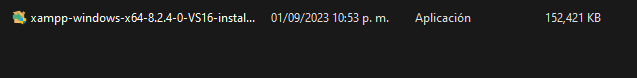 xampp-windows-x64-8.2.4-0-VS16-instal... 01/09/2023 10:53 p. m. Aplicación 152,421 KB